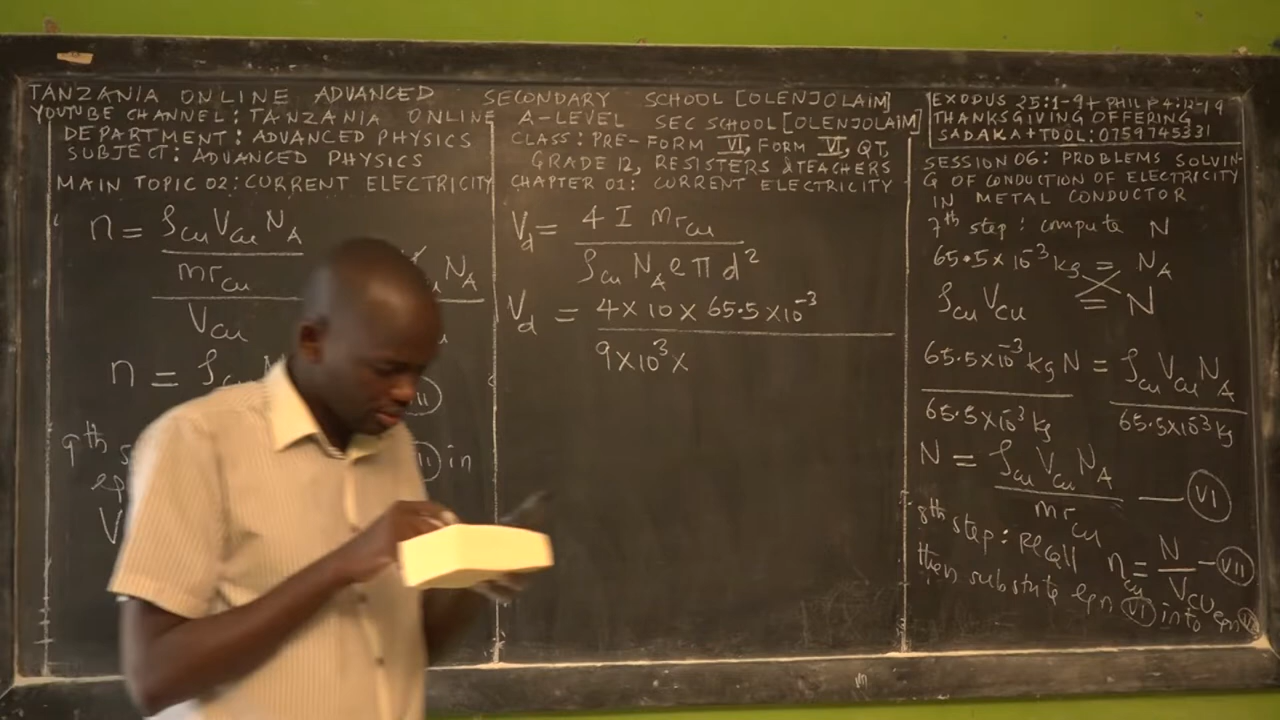 TANZANIA ONLINE ADVANCED SECONDARY SCHOOL [OLENJOLAIM]
YOUTUBE CHANNEL: TANZANIA ONLINE A-LEVEL SEC SCHOOL [OLENJOLAIM]
DEPARTMENT: ADVANCED PHYSICS
SUBJECT: ADVANCED PHYSICS
MAIN TOPIC 02: CURRENT ELECTRICITY
n = ρcu Vcu NA
mrcu
Vcu
NA
n = ρcu
9th
in
V
CLASS: PRE-FORM VI, FORM VI, QT,
GRADE 12, RESISTERS & TEACHERS
CHAPTER 01: CURRENT ELECTRICITY
Vd = 4 I mrcu
ρcu NA e π d²
Vd = 4 × 10 × 65.5 × 10⁻³
9 × 10³ ×
EXODUS 25:1-9 + PHILP 4:12-19
THANKSGIVING OFFERING
SADAKA + TOOL: 0759745331
SESSION 06: PROBLEMS SOLVIN-
G OF CONDUCTION OF ELECTRICITY
IN METAL CONDUCTOR
7th step: compute N
65.5 × 10⁻³ kg = NA
ρcu Vcu = N
65.5×10⁻³ kg N = ρcu Vcu NA
65.5×10⁻³ kg 65.5×10⁻³ kg
N = ρcu Vcu NA — VI
mrcu
8th step: recall ncu = N — VII
Vcu
then substitute eqn VI into eqn VII